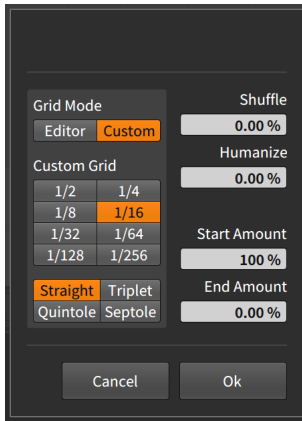 Grid Mode
Editor Custom
Custom Grid
1/2 1/4
1/8 1/16
1/32 1/64
1/128 1/256
Straight Triplet
Quintole Septole
Shuffle
0.00 %
Humanize
0.00 %
Start Amount
100 %
End Amount
0.00 %
Cancel Ok